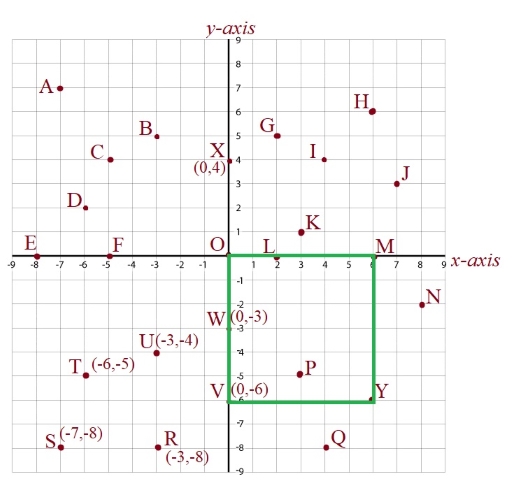 y-axis
9
8
A
7
H
6
B
G
5
C
X
I
4
(0,4)
J
3
D
2
K
1
E
F
O
L
M
-9 -8 -7 -6 -5 -4 -3 -2 -1 1 2 3 4 5 6 7 8 9 x-axis
-1
N
-2
W (0,-3)
-3
U(-3,-4)
-4
T (-6,-5)
P
-5
V (0,-6)
Y
-6
-7
S (-7,-8)
R
Q
-8
(-3,-8)
-9